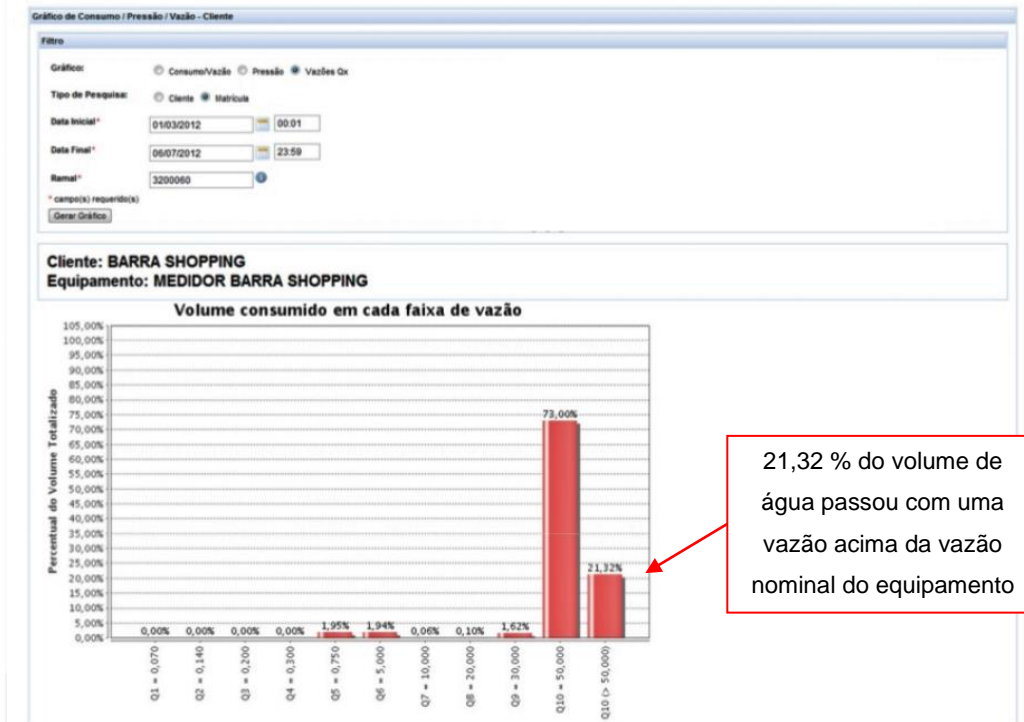 Gráfico de Consumo / Pressão / Vazão - Cliente
Filtro
Gráfico: Consumo/Vazão Pressão Vazões Qx
Tipo de Pesquisa: Cliente Matrícula
Data Inicial* 01/03/2012 00:01
Data Final* 06/07/2012 23:59
Ramal* 3200060
* campo(s) requerido(s)
Gerar Gráfico
Cliente: BARRA SHOPPING
Equipamento: MEDIDOR BARRA SHOPPING
Volume consumido em cada faixa de vazão
Percentual do Volume Totalizado
105,00%
100,00%
95,00%
90,00%
85,00%
80,00%
75,00%
70,00%
65,00%
60,00%
55,00%
50,00%
45,00%
40,00%
35,00%
30,00%
25,00%
20,00%
15,00%
10,00%
5,00%
0,00%
0,00% 0,00% 0,00% 0,00% 1,95% 1,94% 0,06% 0,10% 1,62% 73,00% 21,32%
Q1 = 0,070
Q2 = 0,140
Q3 = 0,200
Q4 = 0,300
Q5 = 0,750
Q6 = 5,000
Q7 = 10,000
Q8 = 20,000
Q9 = 30,000
Q10 = 50,000
Q10 (> 50,000)
21,32 % do volume de
água passou com uma
vazão acima da vazão
nominal do equipamento